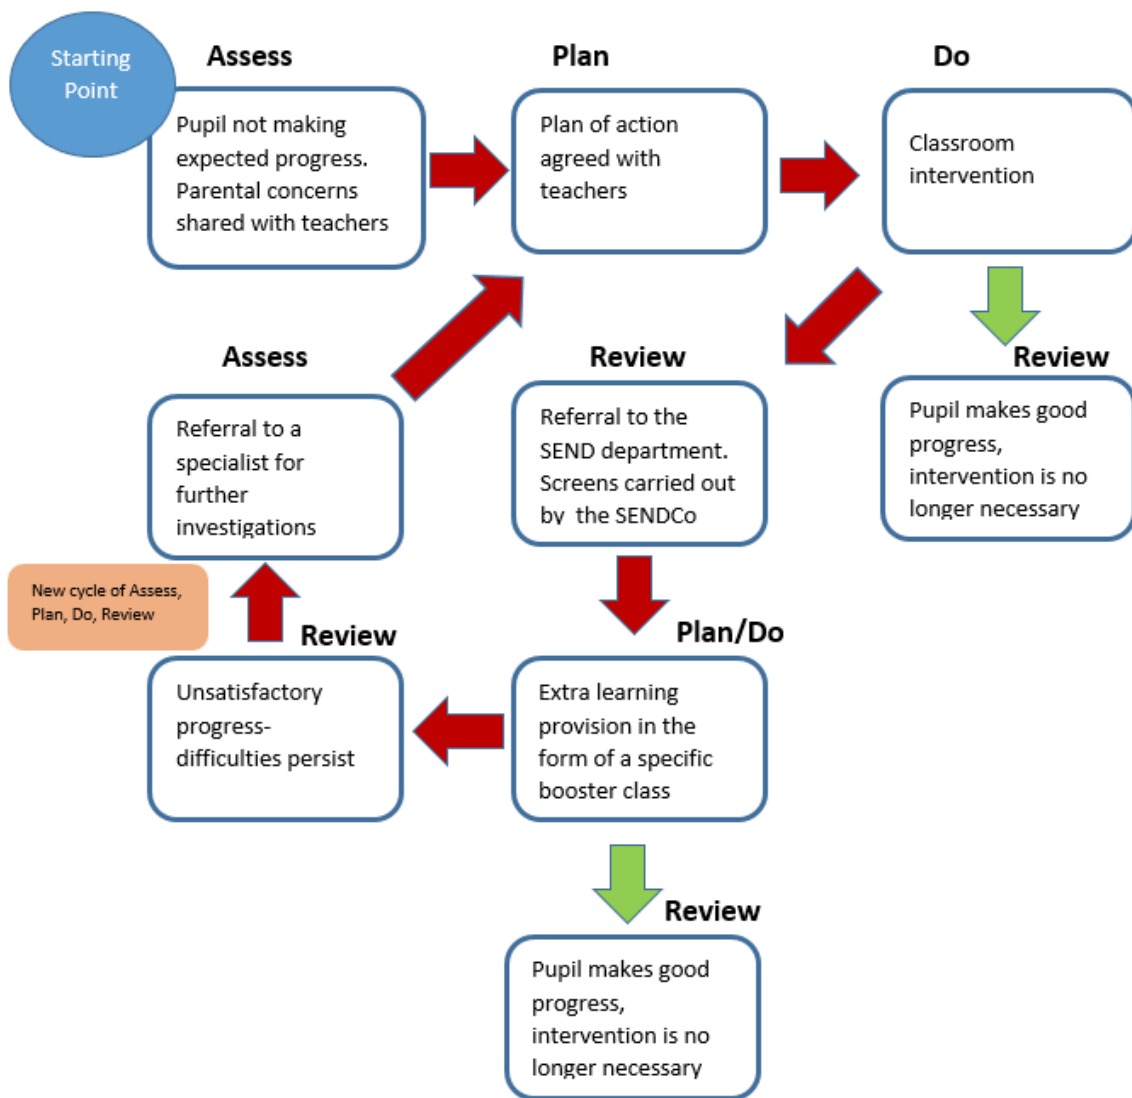 Starting
Point
Assess
Pupil not making
expected progress.
Parental concerns
shared with teachers
Plan
Plan of action
agreed with
teachers
Do
Classroom
intervention
Review
Pupil makes good
progress,
intervention is no
longer necessary
Review
Referral to the
SEND department.
Screens carried out
by  the SENDCo
Plan/Do
Extra learning
provision in the
form of a specific
booster class
Review
Pupil makes good
progress,
intervention is no
longer necessary
Review
Unsatisfactory
progress-
difficulties persist
New cycle of Assess,
Plan, Do, Review
Assess
Referral to a
specialist for
further
investigations